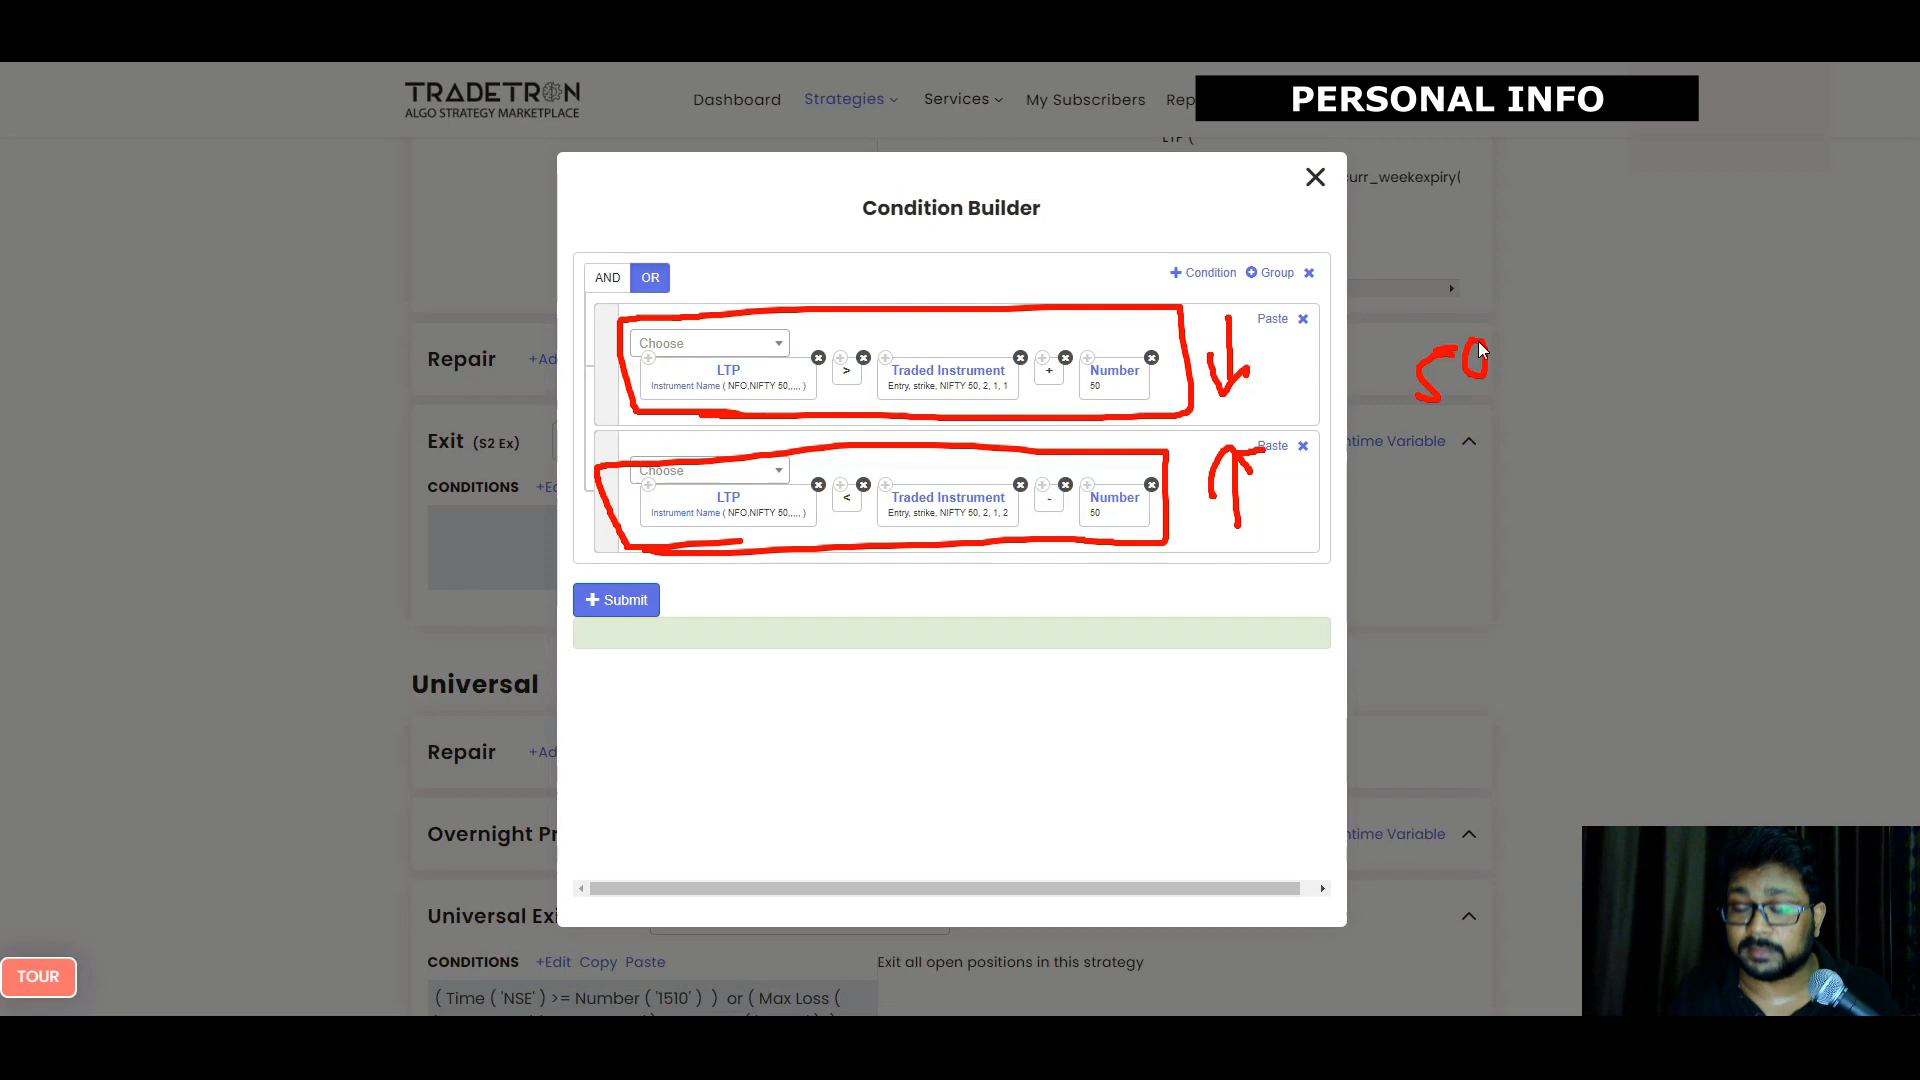 TRADETRON
ALGO STRATEGY MARKETPLACE
Dashboard Strategies Services My Subscribers Rep
PERSONAL INFO
LTP (
curr_weekexpiry(
Condition Builder
AND OR
+ Condition Group
Paste
Choose
LTP
Instrument Name ( NFO,NIFTY 50,,,,, )
>
Traded Instrument
Entry, strike, NIFTY 50, 2, 1, 1
+
Number
50
50
Paste
Choose
LTP
Instrument Name ( NFO,NIFTY 50,,,,, )
<
Traded Instrument
Entry, strike, NIFTY 50, 2, 1, 2
-
Number
50
+ Submit
Repair +Ad
Exit (S2 Ex)
ntime Variable
CONDITIONS +Ed
Universal
Repair +Ad
Overnight Pr
ntime Variable
Universal Exi
CONDITIONS +Edit Copy Paste
Exit all open positions in this strategy
( Time ( 'NSE' ) >= Number ( '1510' ) ) or ( Max Loss (
TOUR